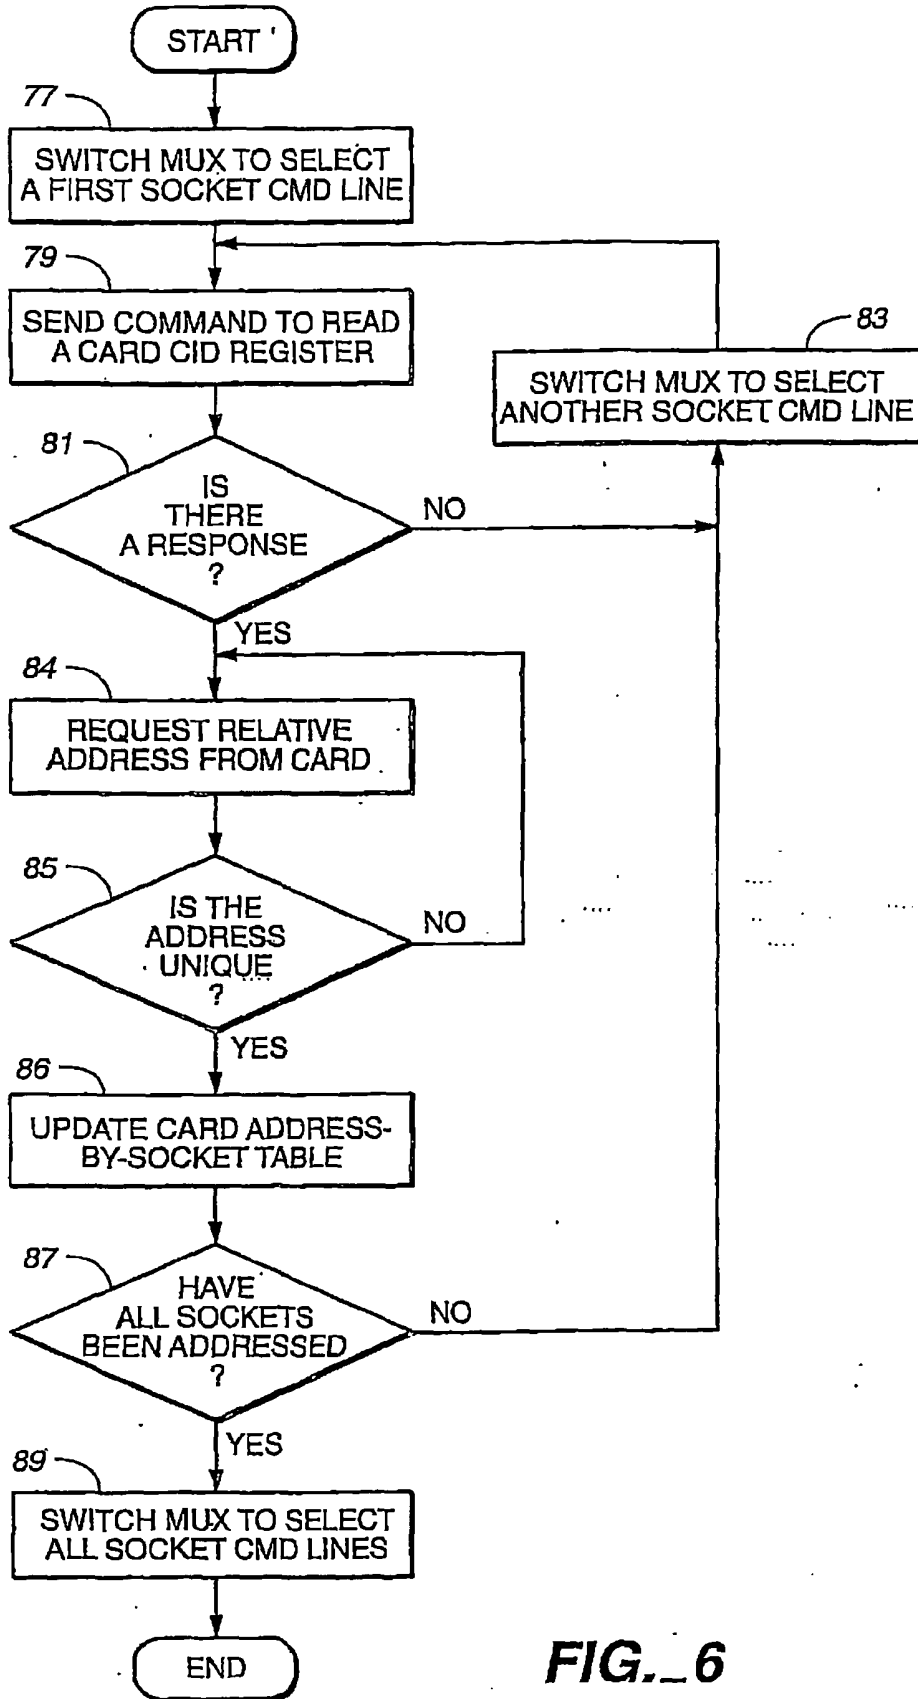 START
77
SWITCH MUX TO SELECT
A FIRST SOCKET CMD LINE
79
SEND COMMAND TO READ
A CARD CID REGISTER
83
SWITCH MUX TO SELECT
ANOTHER SOCKET CMD LINE
81
IS
THERE
A RESPONSE
?
NO
YES
84
REQUEST RELATIVE
ADDRESS FROM CARD
85
IS THE
ADDRESS
UNIQUE
?
NO
YES
86
UPDATE CARD ADDRESS-
BY-SOCKET TABLE
87
HAVE
ALL SOCKETS
BEEN ADDRESSED
?
NO
YES
89
SWITCH MUX TO SELECT
ALL SOCKET CMD LINES
END
FIG._6